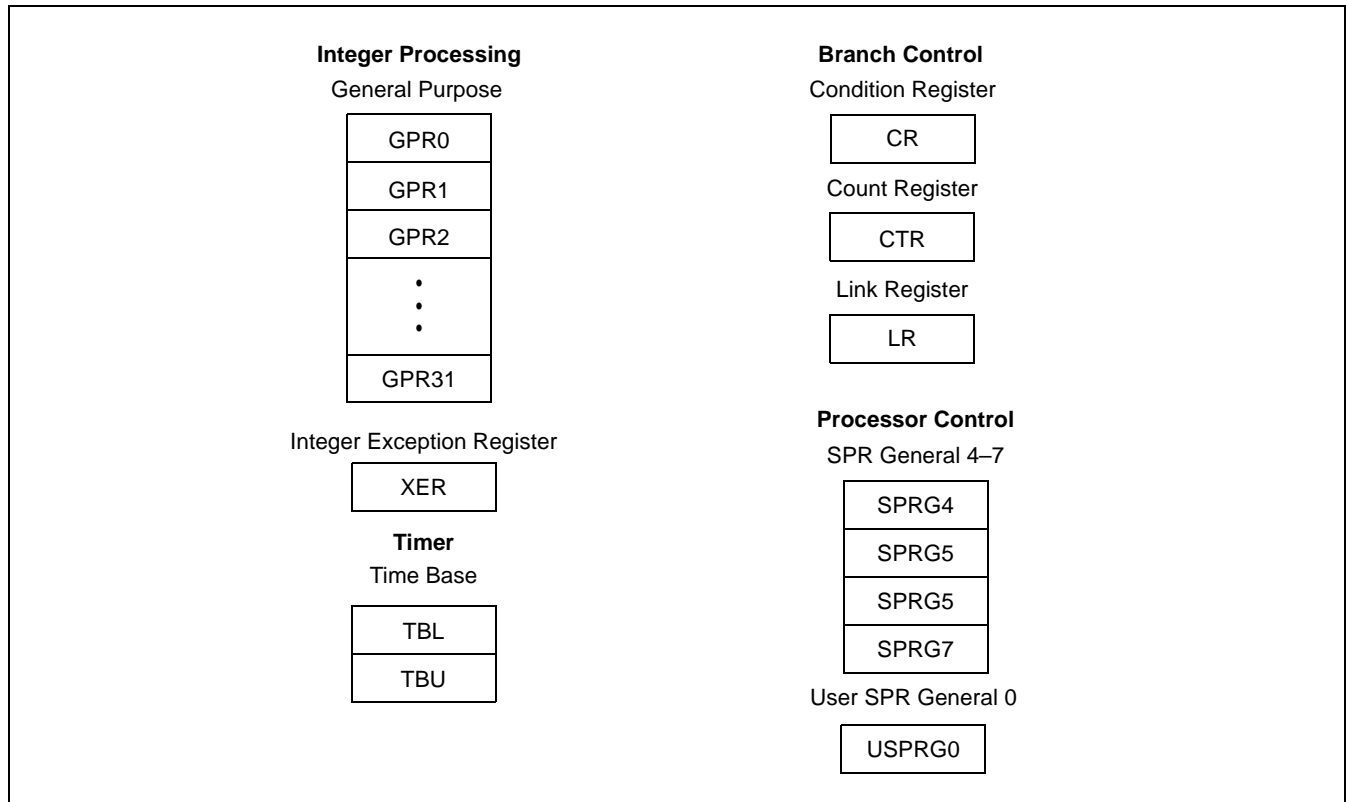 Integer Processing
General Purpose
GPR0
GPR1
GPR2
GPR31
Integer Exception Register
XER
Timer
Time Base
TBL
TBU
Branch Control
Condition Register
CR
Count Register
CTR
Link Register
LR
Processor Control
SPR General 4–7
SPRG4
SPRG5
SPRG5
SPRG7
User SPR General 0
USPRG0